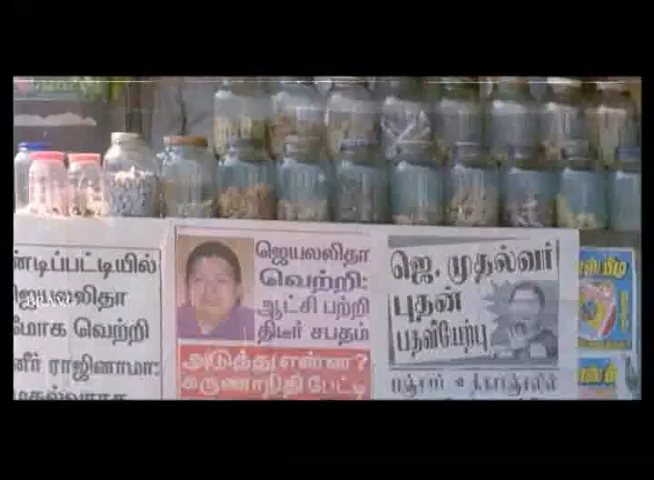 ண்டிப்பட்டியில்
ஜெயலலிதா
மோக வெற்றி
னீர் ராஜினாமா:
ஜெயலலிதா
வெற்றி:
ஆட்சி பற்றி
திடீர் சபதம்
அடுத்து என்ன?
கருணாநிதி பேட்டி
ஜெ. முதல்வர்
புதன்
பதவியேற்பு